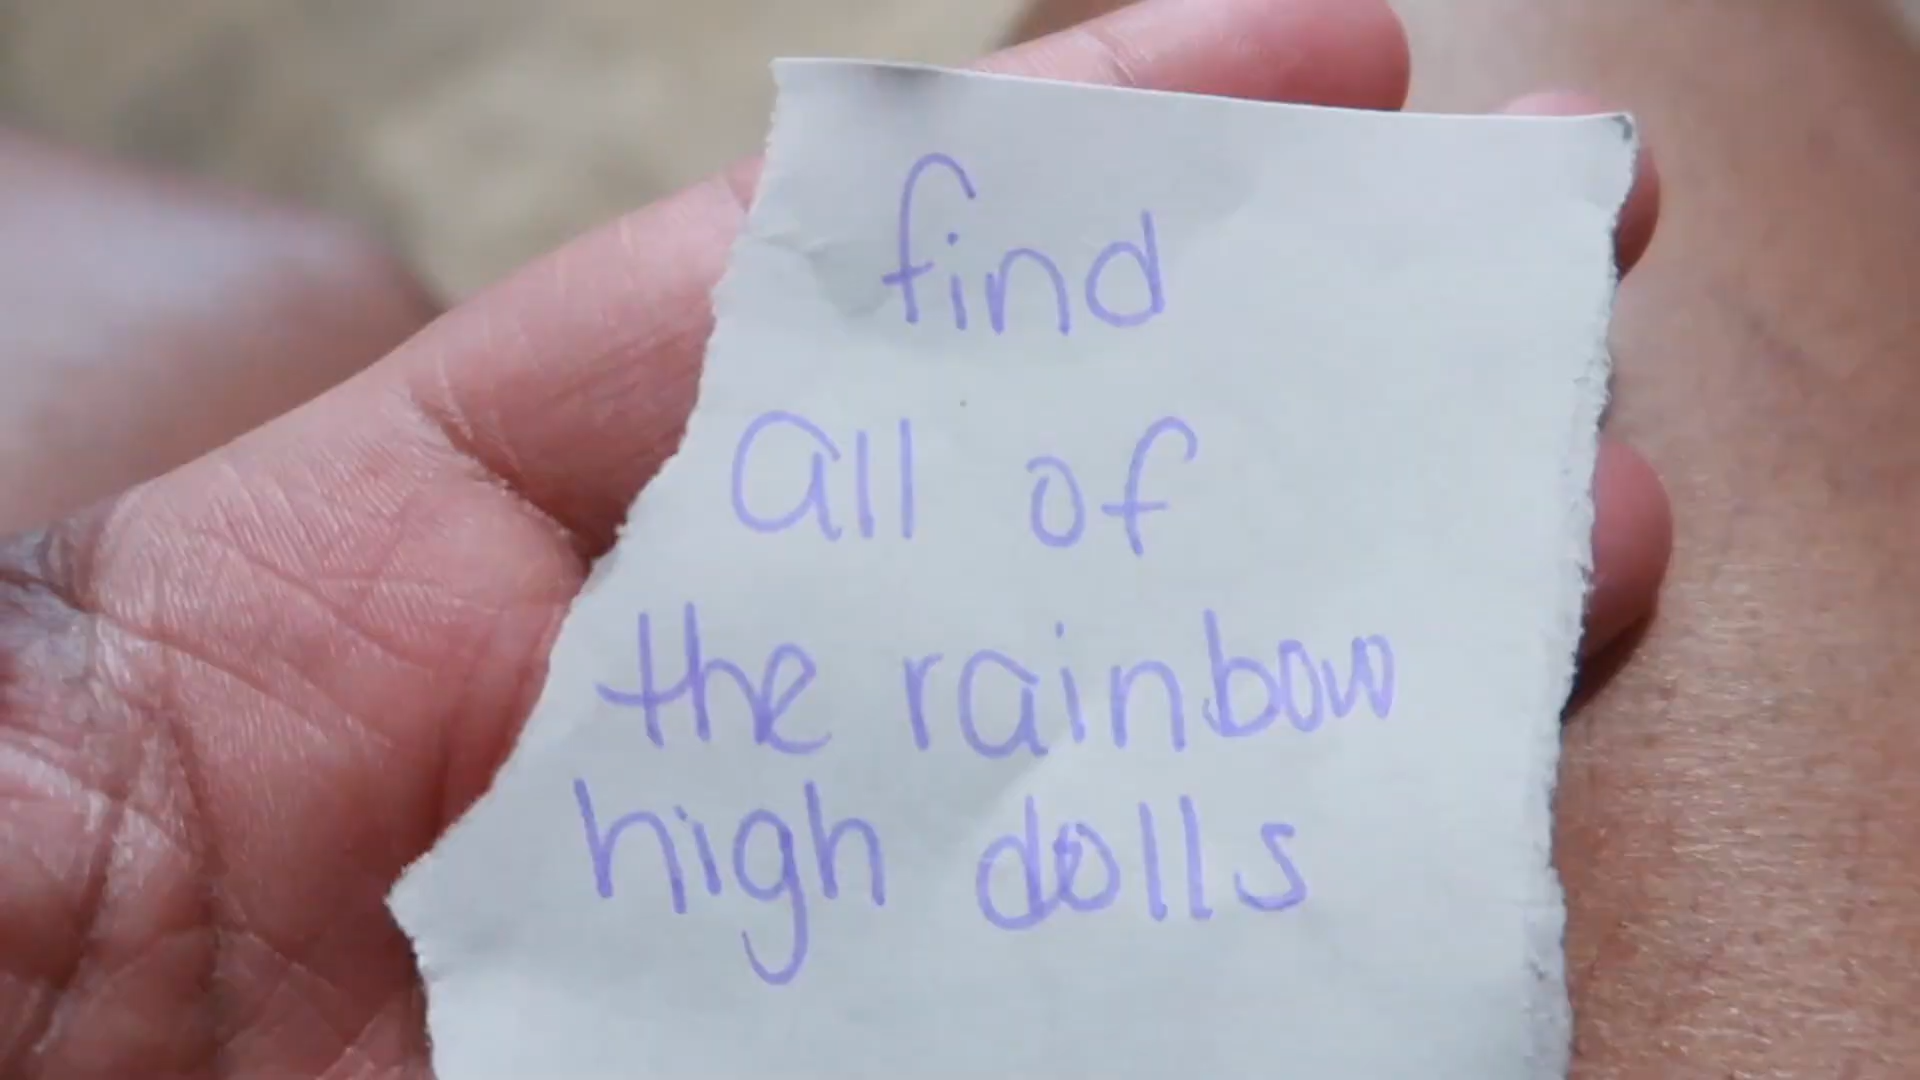 find
all of
the rainbow
high dolls